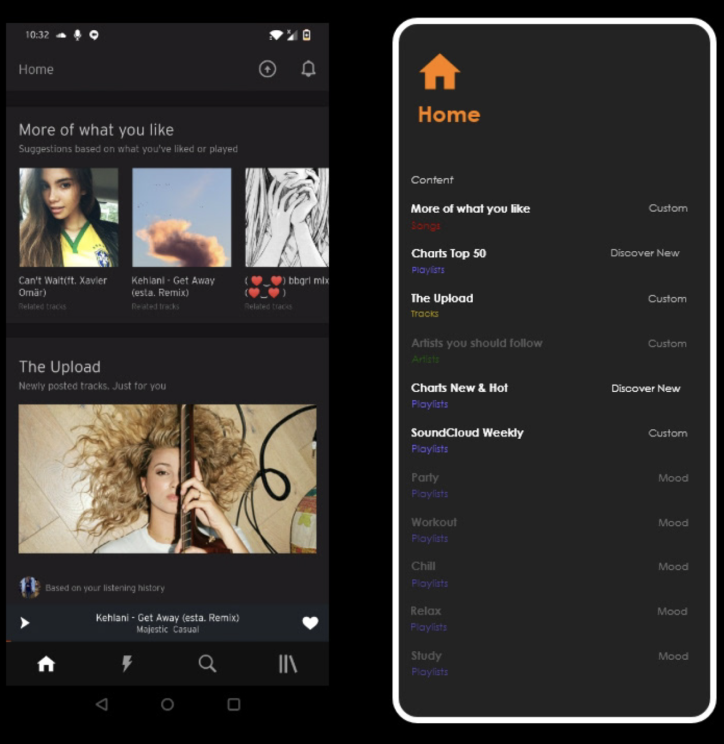 10:32
Home
More of what you like
Suggestions based on what you've liked or played
Can't Wait(ft. Xavier
Omär)
Related tracks
Kehlani - Get Away
(esta. Remix)
Related tracks
( ❤️‿❤️) bbgrl mix
(❤️‿❤️ )
Related tracks
The Upload
Newly posted tracks. Just for you
Based on your listening history
Kehlani - Get Away (esta. Remix)
Majestic Casual
Home
Content
More of what you like Custom
Songs
Charts Top 50 Discover New
Playlists
The Upload Custom
Tracks
Artists you should follow Custom
Artists
Charts New & Hot Discover New
Playlists
SoundCloud Weekly Custom
Playlists
Party Mood
Playlists
Workout Mood
Playlists
Chill Mood
Playlists
Relax Mood
Playlists
Study Mood
Playlists